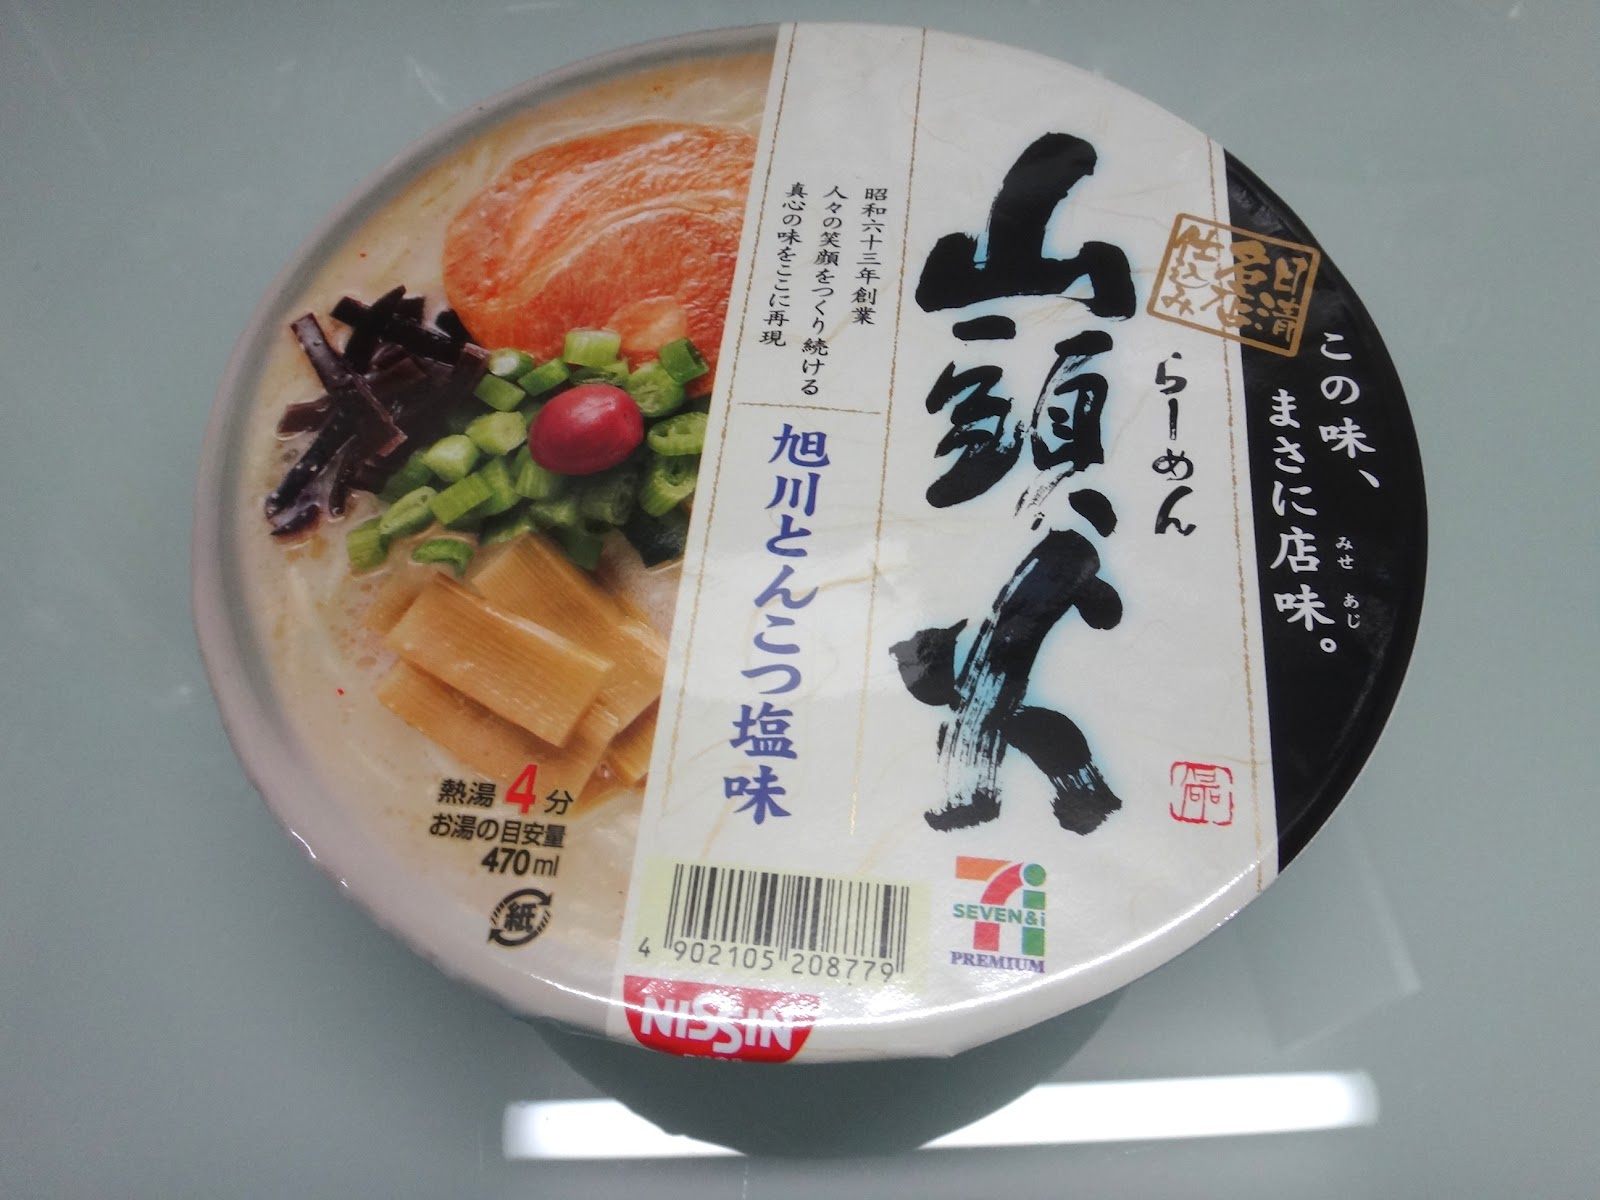 この味、
まさに店味。
みせ あじ
日清
名店
仕込み
らーめん
山頭火
昭和六十三年創業
人々の笑顔をつくり続ける
真心の味をここに再現
旭川とんこつ塩味
熱湯4分
お湯の目安量
470ml
紙
4 902105 208779
SEVEN&i
PREMIUM
NISSIN